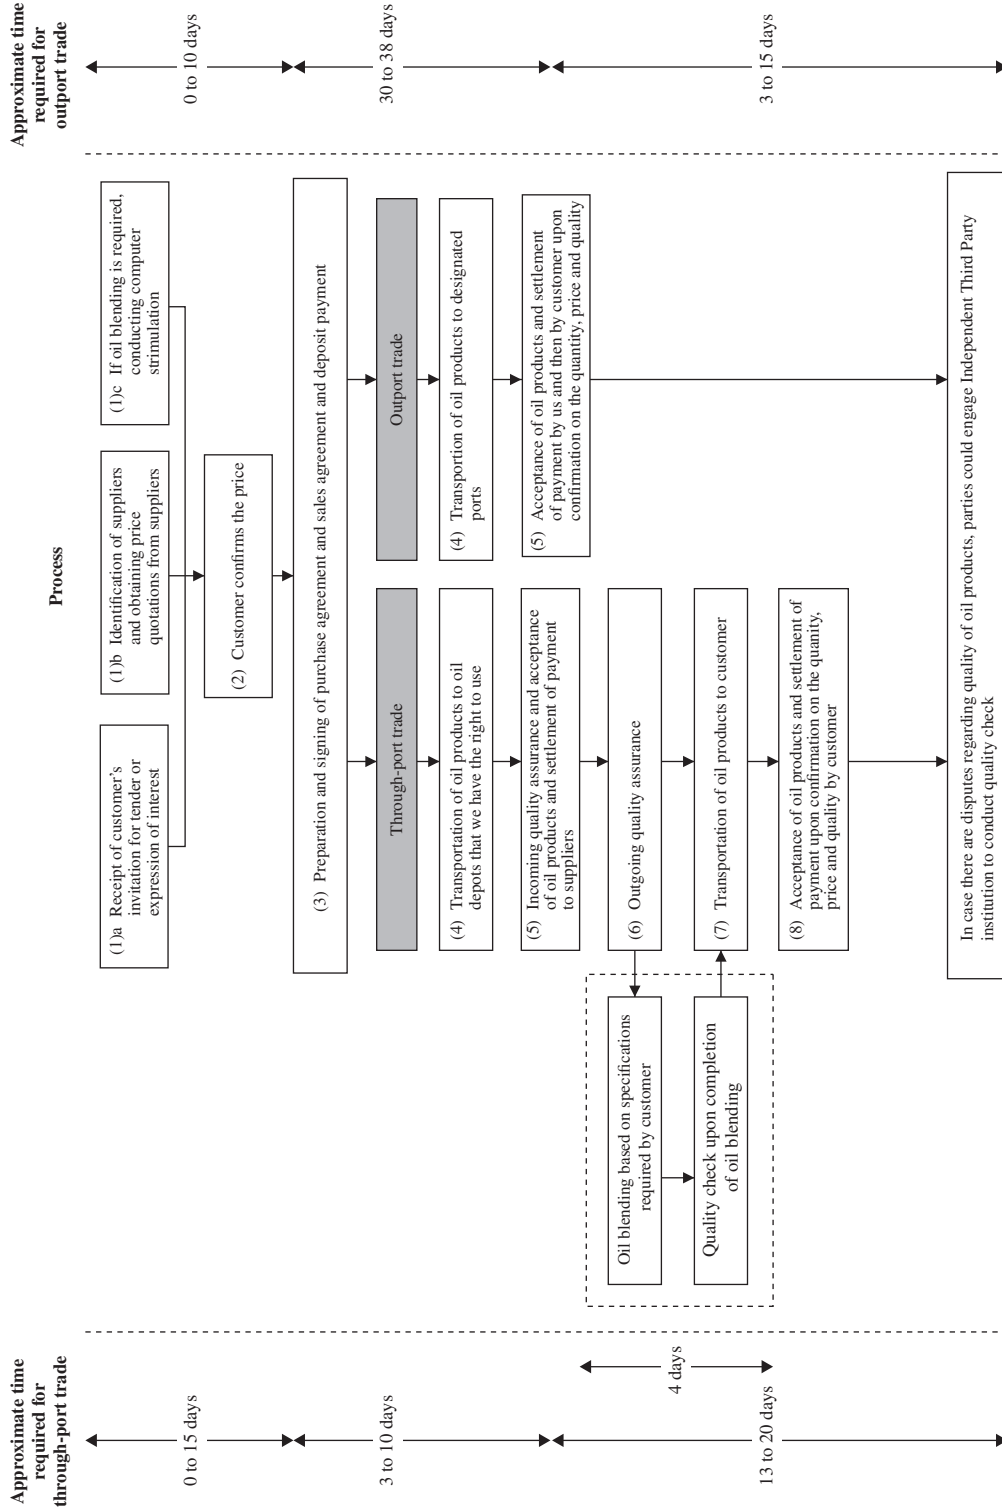 Approximate time
required for
through-port trade
Process
Approximate time
required for
outport trade
0 to 15 days
(1)a Receipt of customer's
invitation for tender or
expression of interest
(1)b Identification of suppliers
and obtaining price
quotations from suppliers
(1)c If oil blending is required,
conducting computer
strimulation
0 to 10 days
(2) Customer confirms the price
3 to 10 days
(3) Preparation and signing of purchase agreement and sales agreement and deposit payment
30 to 38 days
Through-port trade
Outport trade
(4) Transportation of oil products to oil
depots that we have the right to use
(4) Transportion of oil products to designated
ports
(5) Incoming quality assurance and acceptance
of oil products and settlement of payment
to suppliers
(5) Acceptance of oil products and settlement
of payment by us and then by customer upon
confirmation on the quantity, price and quality
13 to 20 days
4 days
Oil blending based on specifications
required by customer
(6) Outgoing quality assurance
3 to 15 days
Quality check upon completion
of oil blending
(7) Transportation of oil products to customer
(8) Acceptance of oil products and settlement of
payment upon confirmation on the quanity,
price and quality by customer
In case there are disputes regarding quality of oil products, parties could engage Independent Third Party
institution to conduct quality check